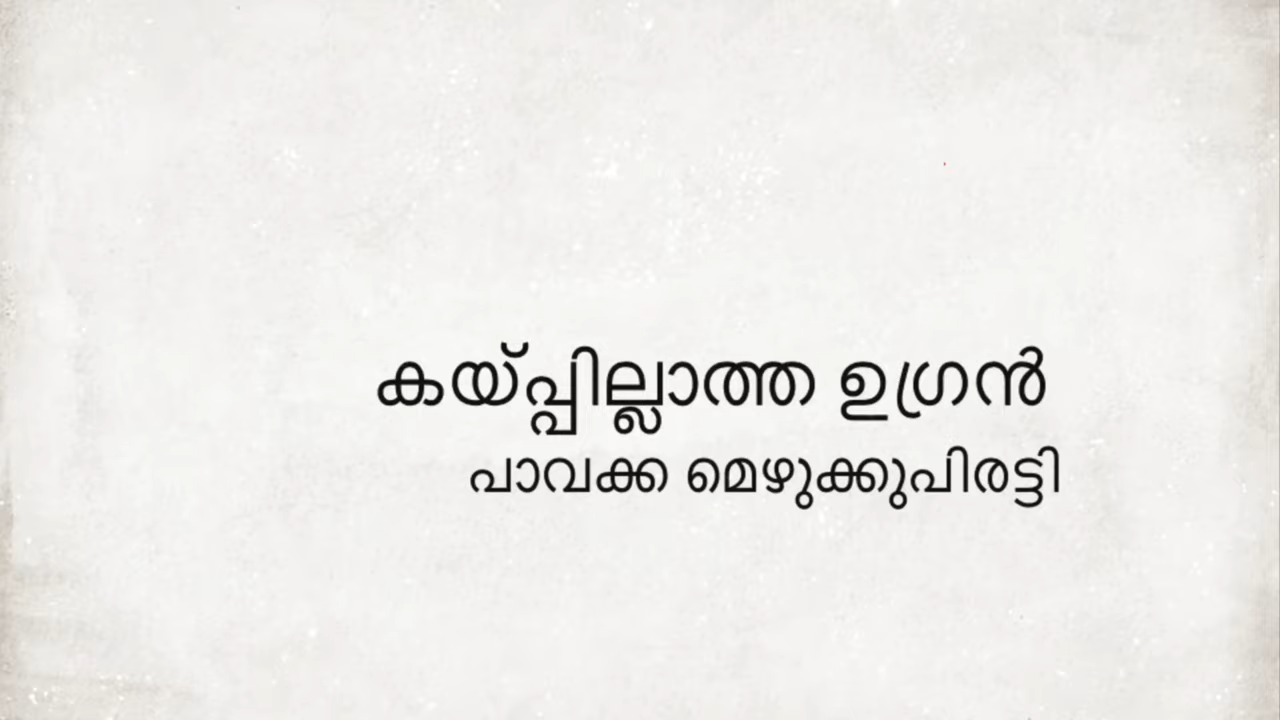 കയ്പ്പില്ലാത്ത ഉഗ്രൻ
പാവക്ക മെഴുക്കുപിരട്ടി